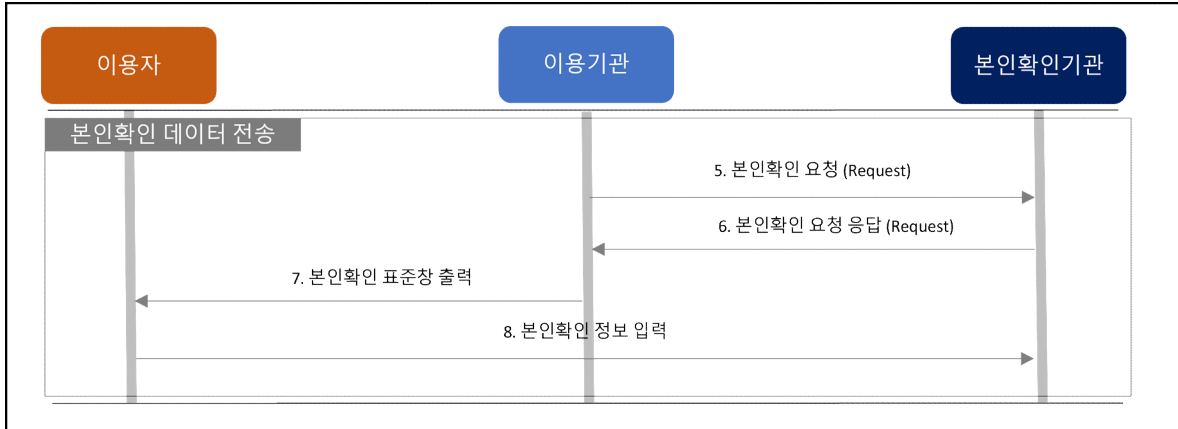 이용자
이용기관
본인확인기관
본인확인 데이터 전송
5. 본인확인 요청 (Request)
6. 본인확인 요청 응답 (Request)
7. 본인확인 표준창 출력
8. 본인확인 정보 입력